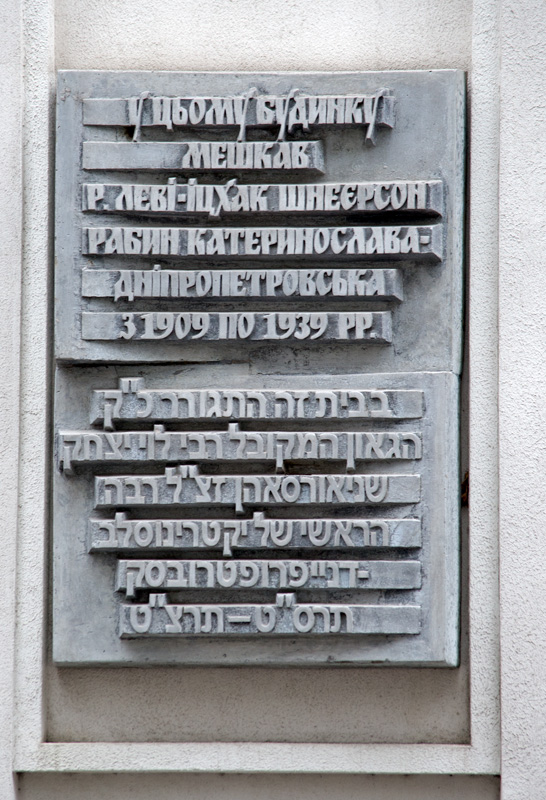 У ЦЬОМУ БУДИНКУ
МЕШКАВ
Р. ЛЕВІ-ІЦХАК ШНЕЄРСОН
РАБИН КАТЕРИНОСЛАВА-
ДНІПРОПЕТРОВСЬКА
З 1909 ПО 1939 РР.
בבית זה התגורר כ"ק
הגאון המקובל רבי לוי יצחק
שניאורסאהן זצ"ל רבה
הראשי של יקטרינוסלב
-דנייפרופטרובסק
תרס"ט – תרצ"ט